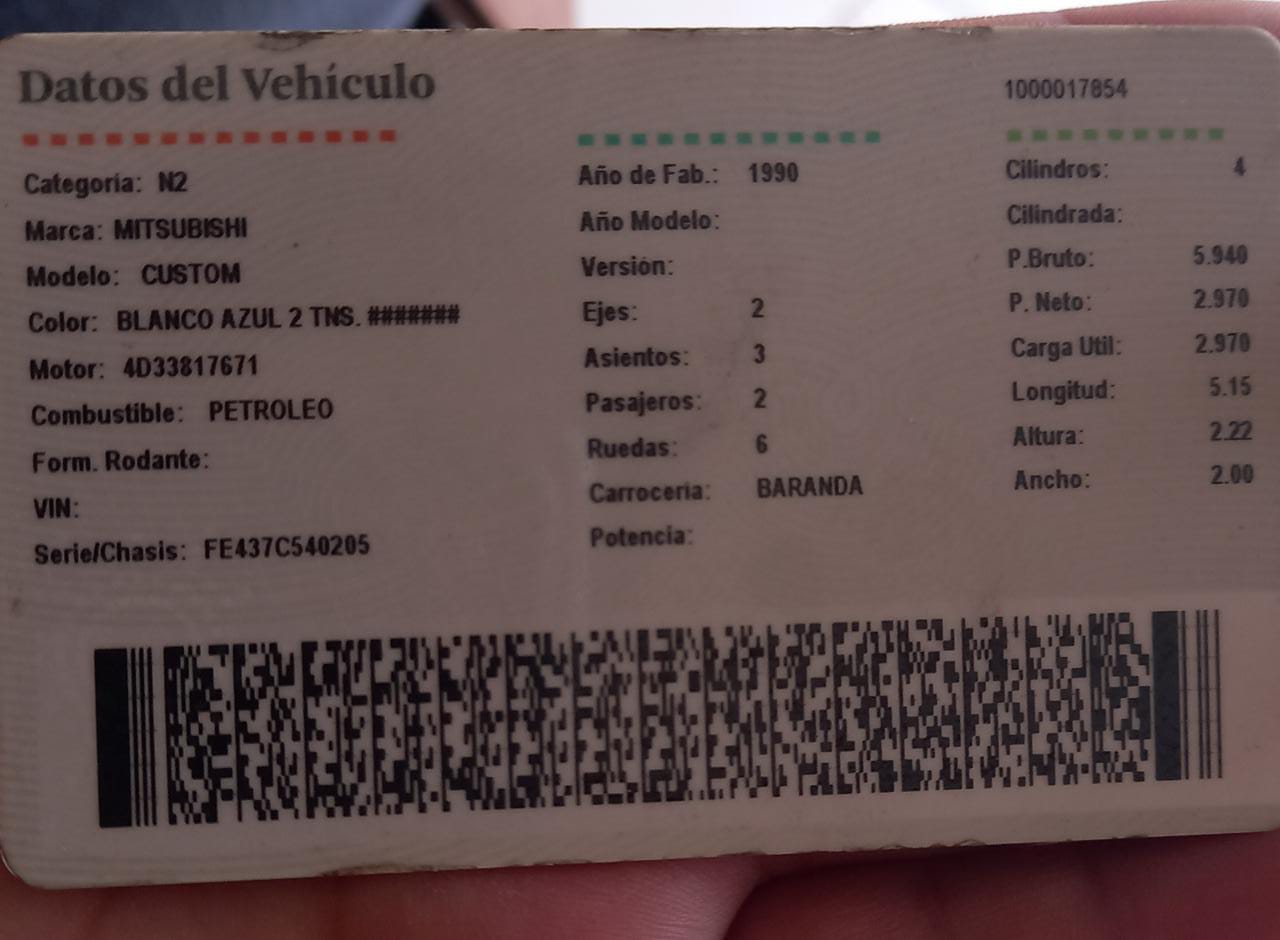 Datos del Vehículo
1000017854
Categoría: N2
Marca: MITSUBISHI
Modelo: CUSTOM
Color: BLANCO AZUL 2 TNS. #######
Motor: 4D33817671
Combustible: PETROLEO
Form. Rodante:
VIN:
Serie/Chasis: FE437C540205
Año de Fab.: 1990
Año Modelo:
Versión:
Ejes: 2
Asientos: 3
Pasajeros: 2
Ruedas: 6
Carrocería: BARANDA
Potencia:
Cilindros: 4
Cilindrada:
P.Bruto: 5.940
P. Neto: 2.970
Carga Util: 2.970
Longitud: 5.15
Altura: 2.22
Ancho: 2.00